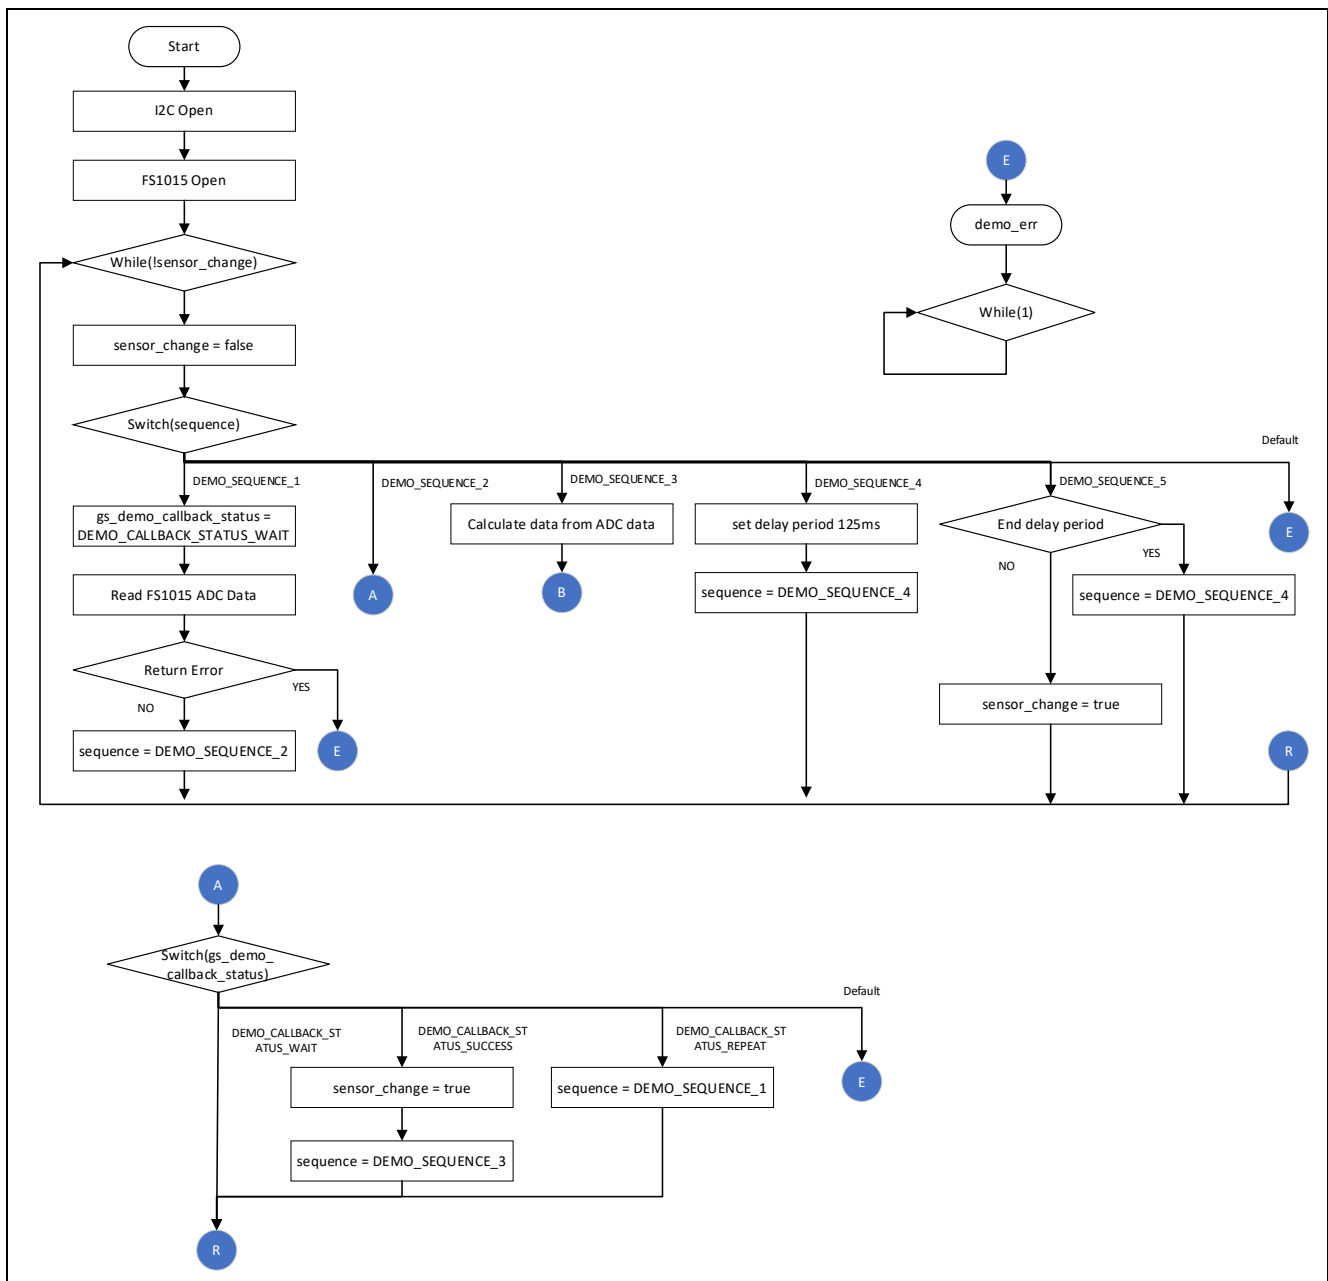 Start
I2C Open
FS1015 Open
While(!sensor_change)
sensor_change = false
Switch(sequence)
E
demo_err
While(1)
Default
DEMO_SEQUENCE_1
DEMO_SEQUENCE_2
DEMO_SEQUENCE_3
DEMO_SEQUENCE_4
DEMO_SEQUENCE_5
gs_demo_callback_status =
DEMO_CALLBACK_STATUS_WAIT
Calculate data from ADC data
set delay period 125ms
End delay period
E
NO
YES
Read FS1015 ADC Data
A
B
sequence = DEMO_SEQUENCE_4
sequence = DEMO_SEQUENCE_4
Return Error
YES
NO
sensor_change = true
sequence = DEMO_SEQUENCE_2
E
R
A
Switch(gs_demo_
callback_status)
Default
DEMO_CALLBACK_ST
ATUS_WAIT
DEMO_CALLBACK_ST
ATUS_SUCCESS
DEMO_CALLBACK_ST
ATUS_REPEAT
sensor_change = true
sequence = DEMO_SEQUENCE_1
E
sequence = DEMO_SEQUENCE_3
R